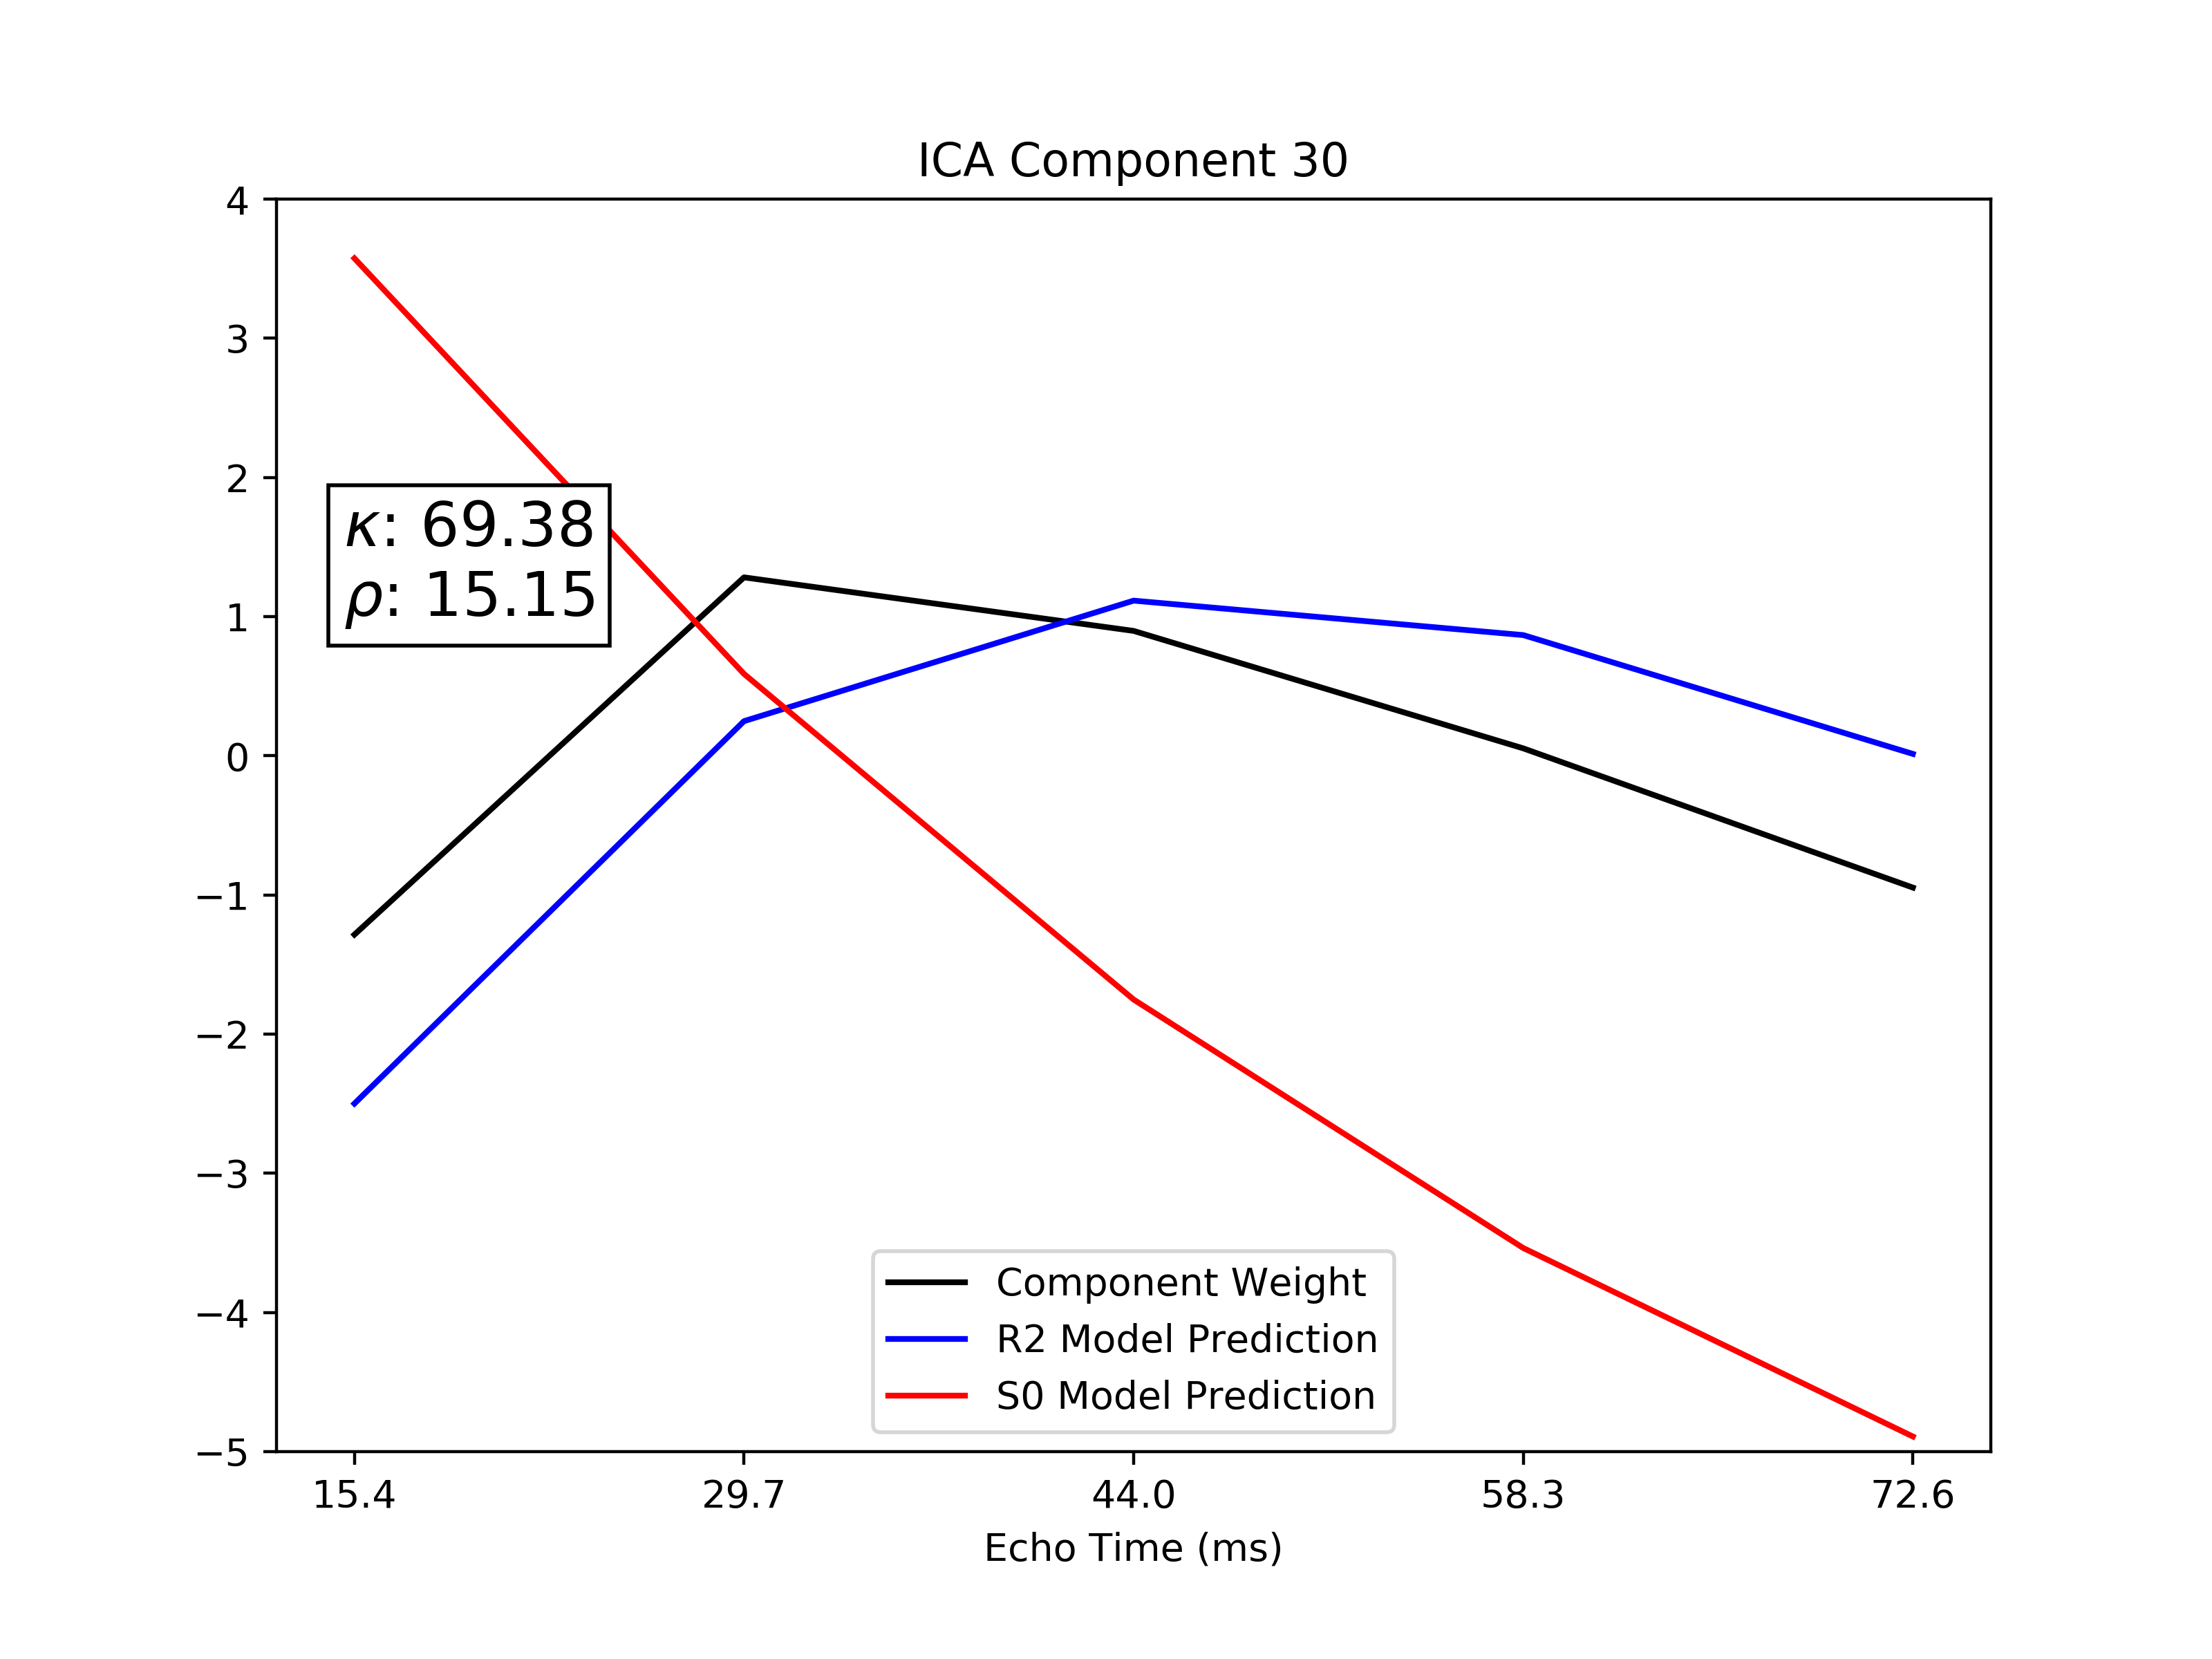 ICA Component 30
4
3
2
1
0
−1
−2
−3
−4
−5
κ: 69.38
ρ: 15.15
Component Weight
R2 Model Prediction
S0 Model Prediction
15.4 29.7 44.0 58.3 72.6
Echo Time (ms)